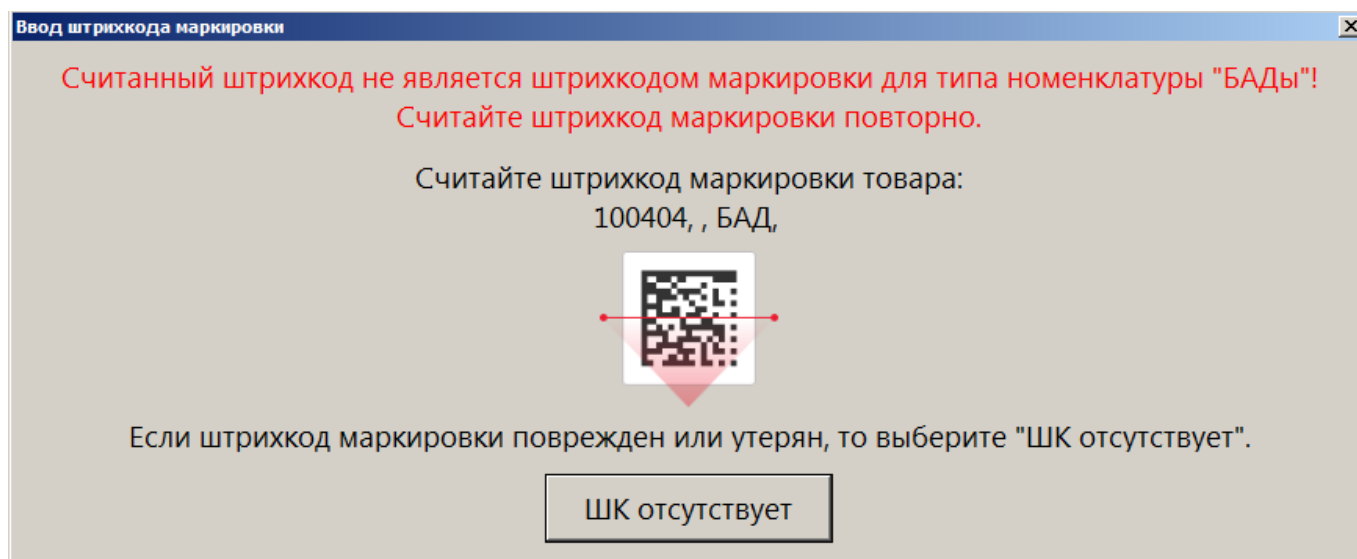 Ввод штрихкода маркировки
Считанный штрихкод не является штрихкодом маркировки для типа номенклатуры "БАДы"!
Считайте штрихкод маркировки повторно.
Считайте штрихкод маркировки товара:
100404, , БАД,
Если штрихкод маркировки поврежден или утерян, то выберите "ШК отсутствует".
ШК отсутствует